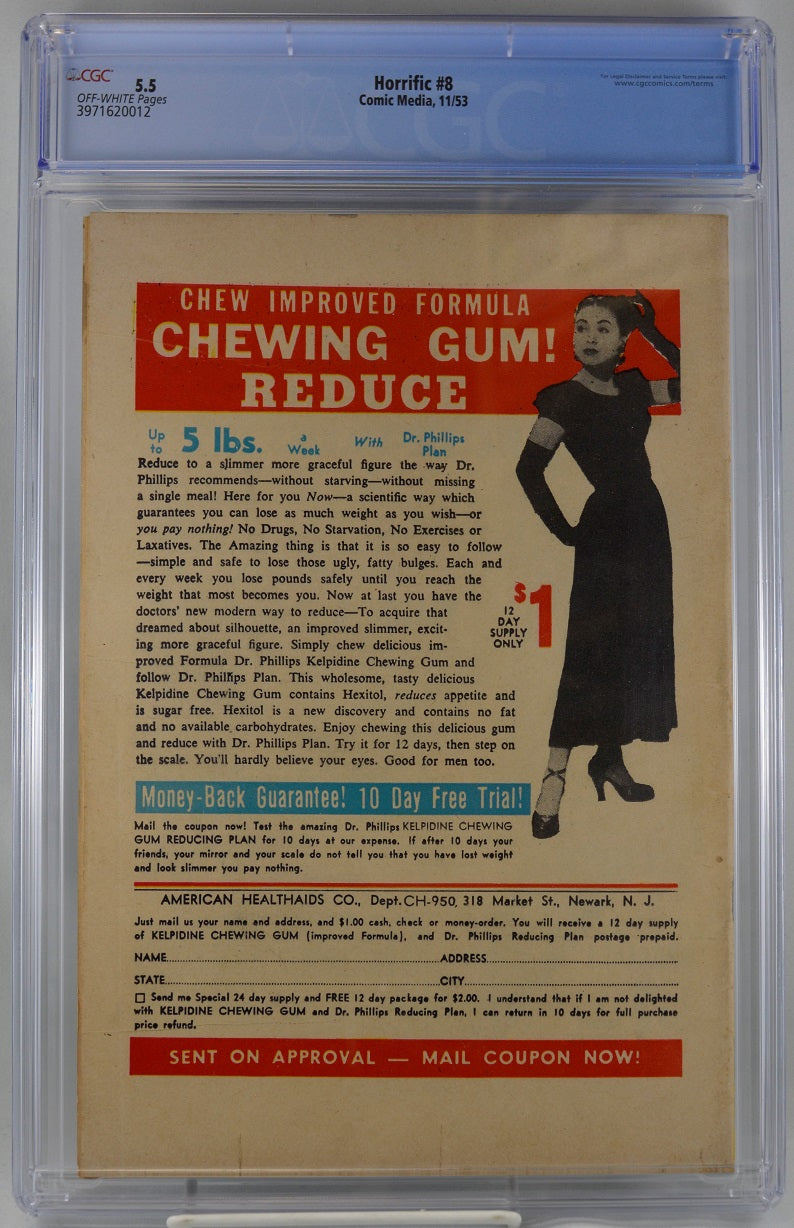 CGC 5.5
OFF-WHITE Pages
3971620012
Horrific #8
Comic Media, 11/53
*For Legal Disclaimer and Service Terms please visit:
www.cgccomics.com/terms
CGC
CHEW IMPROVED FORMULA
CHEWING GUM!
REDUCE
Up to 5 lbs. a Week With Dr. Phillips Plan
Reduce to a slimmer more graceful figure the way Dr.
Phillips recommends—without starving—without missing
a single meal! Here for you Now—a scientific way which
guarantees you can lose as much weight as you wish—or
you pay nothing! No Drugs, No Starvation, No Exercises or
Laxatives. The Amazing thing is that it is so easy to follow
—simple and safe to lose those ugly, fatty bulges. Each and
every week you lose pounds safely until you reach the
weight that most becomes you. Now at last you have the
doctors' new modern way to reduce—To acquire that
dreamed about silhouette, an improved slimmer, excit-
ing more graceful figure. Simply chew delicious im-
proved Formula Dr. Phillips Kelpidine Chewing Gum and
follow Dr. Phillips Plan. This wholesome, tasty delicious
Kelpidine Chewing Gum contains Hexitol, reduces appetite and
is sugar free. Hexitol is a new discovery and contains no fat
and no available carbohydrates. Enjoy chewing this delicious gum
and reduce with Dr. Phillips Plan. Try it for 12 days, then step on
the scale. You'll hardly believe your eyes. Good for men too.
$1
12
DAY
SUPPLY
ONLY
Money-Back Guarantee! 10 Day Free Trial!
Mail the coupon now! Test the amazing Dr. Phillips KELPIDINE CHEWING
GUM REDUCING PLAN for 10 days at our expense. If after 10 days your
friends, your mirror and your scale do not tell you that you have lost weight
and look slimmer you pay nothing.
AMERICAN HEALTHAIDS CO., Dept. CH-950, 318 Market St., Newark, N. J.
Just mail us your name and address, and $1.00 cash, check or money-order. You will receive a 12 day supply
of KELPIDINE CHEWING GUM (improved Formula), and Dr. Phillips Reducing Plan postage prepaid.
NAME ADDRESS
STATE CITY
Send me Special 24 day supply and FREE 12 day package for $2.00. I understand that if I am not delighted
with KELPIDINE CHEWING GUM and Dr. Phillips Reducing Plan, I can return in 10 days for full purchase
price refund.
SENT ON APPROVAL — MAIL COUPON NOW!